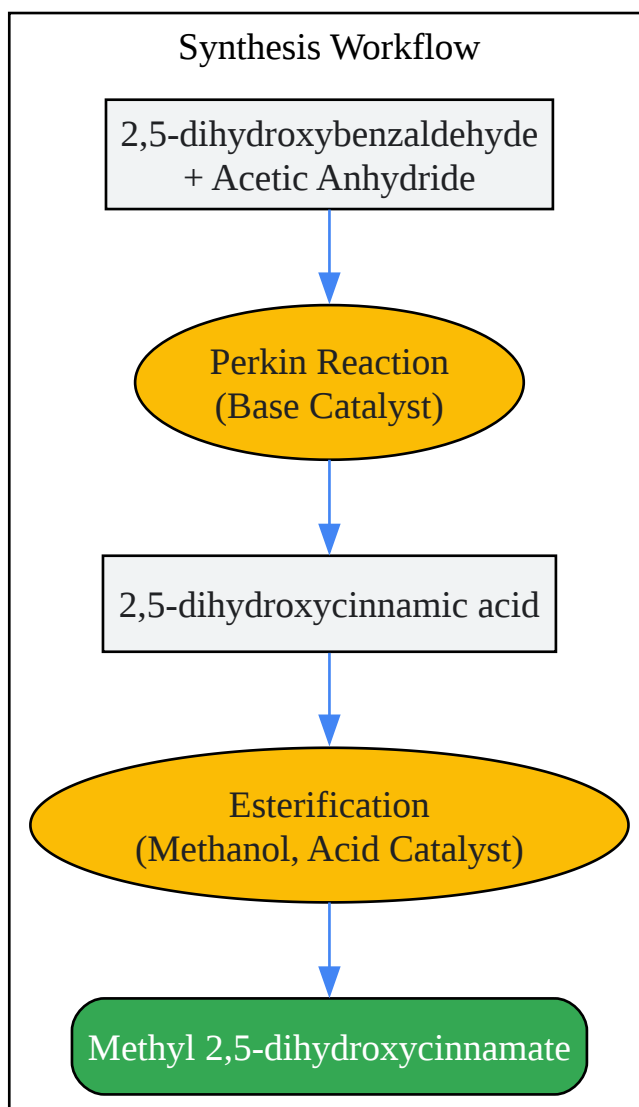 Synthesis Workflow
2,5-dihydroxybenzaldehyde
+ Acetic Anhydride
Perkin Reaction
(Base Catalyst)
2,5-dihydroxycinnamic acid
Esterification
(Methanol, Acid Catalyst)
Methyl 2,5-dihydroxycinnamate